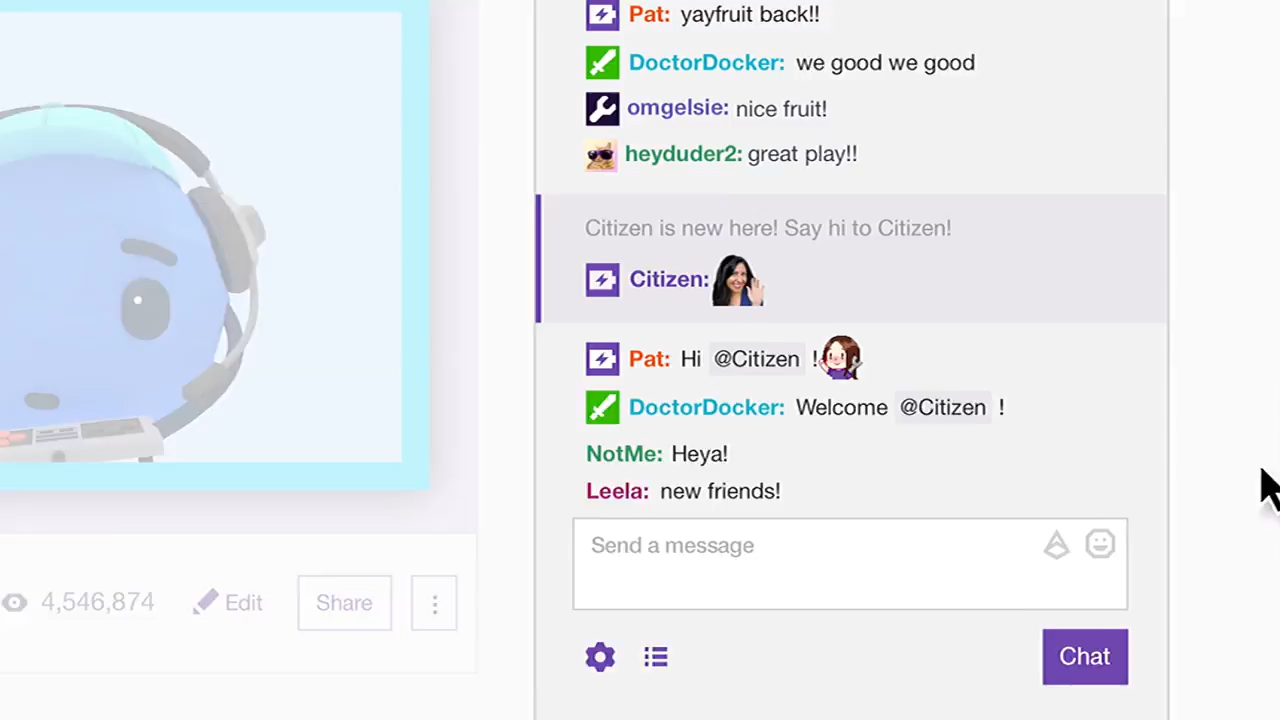 Pat: yayfruit back!!
DoctorDocker: we good we good
omgelsie: nice fruit!
heyduder2: great play!!
Citizen is new here! Say hi to Citizen!
Citizen:
Pat: Hi @Citizen !
DoctorDocker: Welcome @Citizen !
NotMe: Heya!
Leela: new friends!
Send a message
4,546,874 Edit Share
Chat